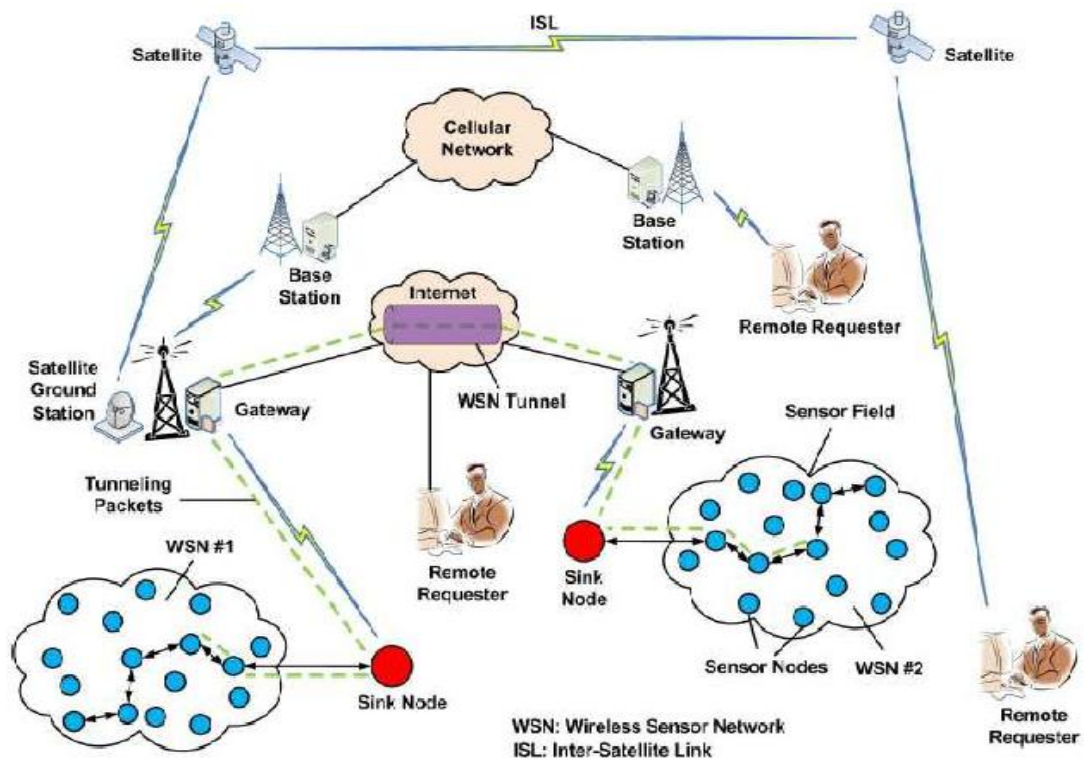 ISL
Satellite
Satellite
Cellular
Network
Base
Station
Base
Station
Internet
Remote Requester
Satellite
Ground
Station
Gateway
WSN Tunnel
Gateway
Sensor Field
Tunneling
Packets
WSN #1
Remote
Requester
Sink
Node
Sensor Nodes
WSN #2
Sink Node
WSN: Wireless Sensor Network
ISL: Inter-Satellite Link
Remote
Requester